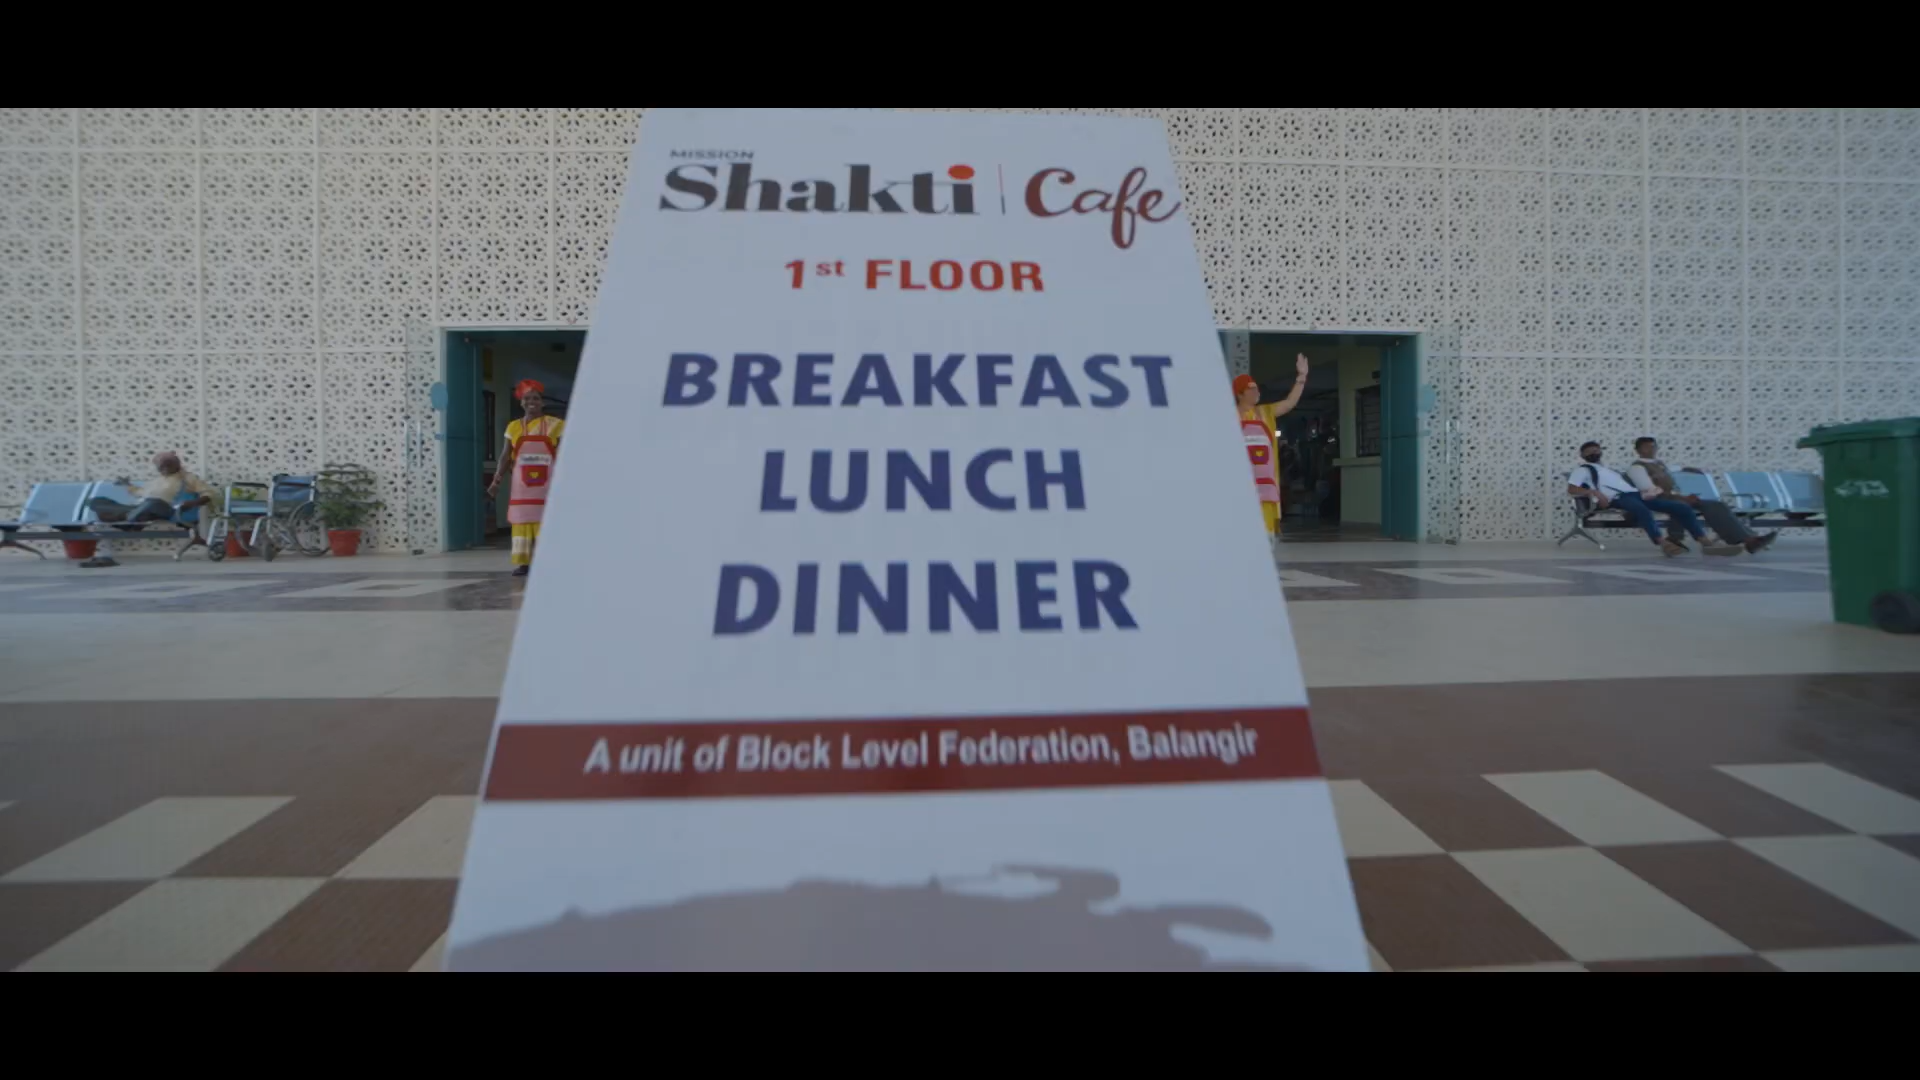 MISSION
Shakti | Cafe
1st FLOOR
BREAKFAST
LUNCH
DINNER
A unit of Block Level Federation, Balangir